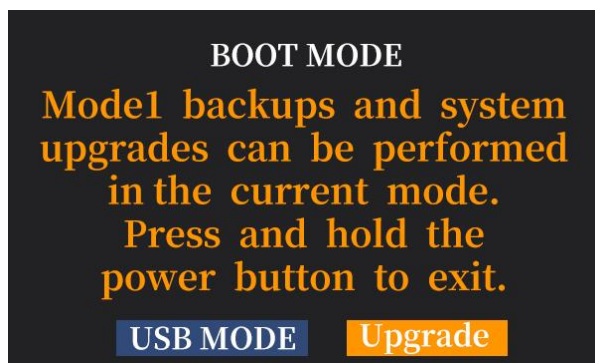 BOOT MODE
Mode1 backups and system
upgrades can be performed
in the current mode.
Press and hold the
power button to exit.
USB MODE Upgrade